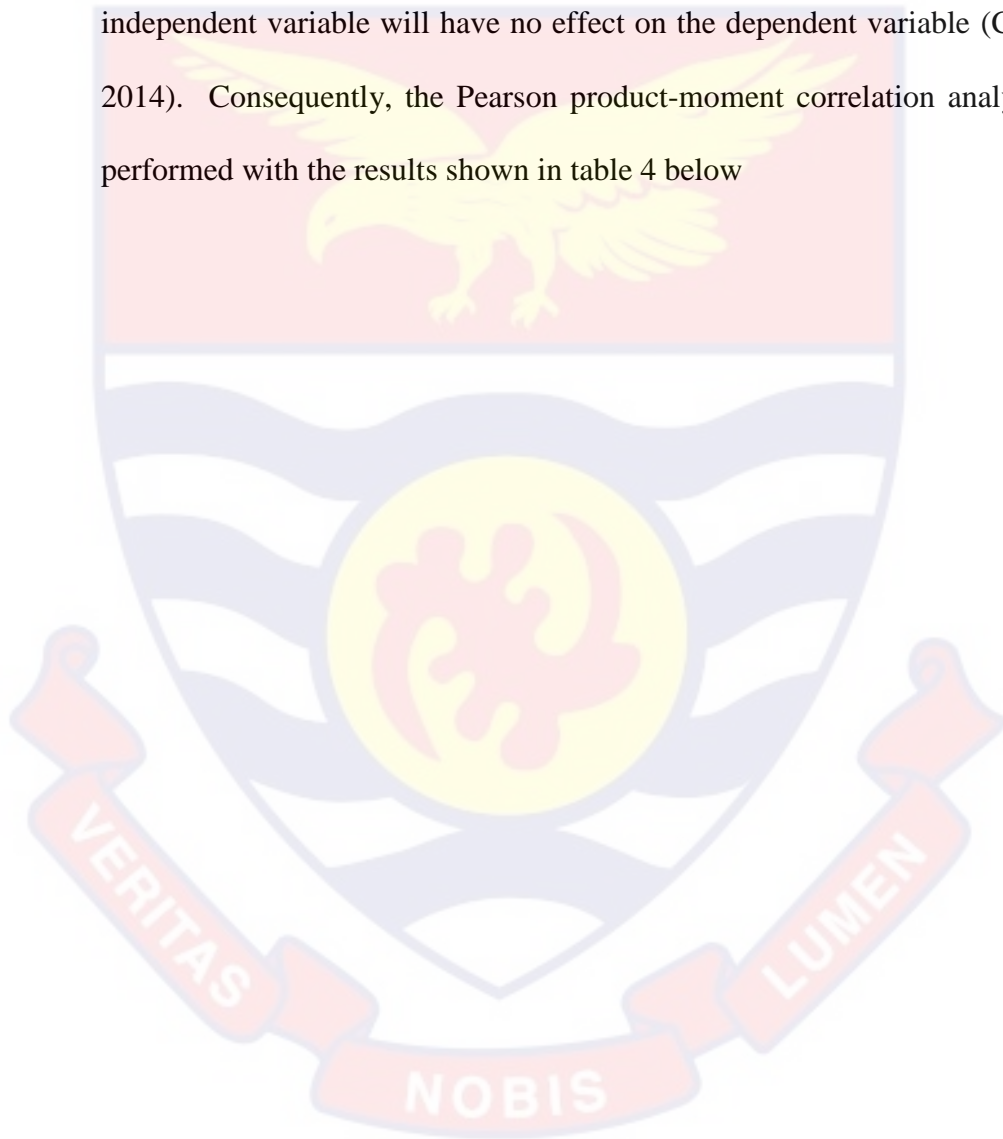 independent variable will have no effect on the dependent variable
2014). Consequently, the Pearson product-moment correlation
performed with the results shown in table 4 below
VERITAS
NOBIS
LUMEN